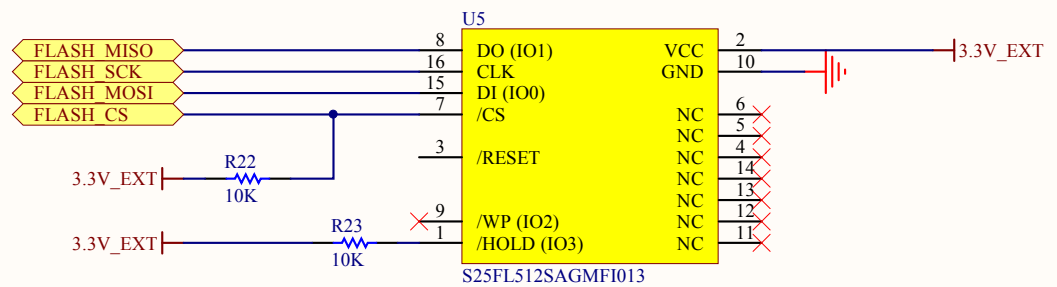 U5
FLASH_MISO 8 DO (IO1) VCC 2 3.3V_EXT
FLASH_SCK 16 CLK GND 10
FLASH_MOSI 15 DI (IO0)
FLASH_CS 7 /CS NC 6
NC 5
3 /RESET NC 4
R22
3.3V_EXT NC 14
10K
NC 13
R23
9 /WP (IO2) NC 12
3.3V_EXT 1 /HOLD (IO3) NC 11
10K
S25FL512SAGMFI013